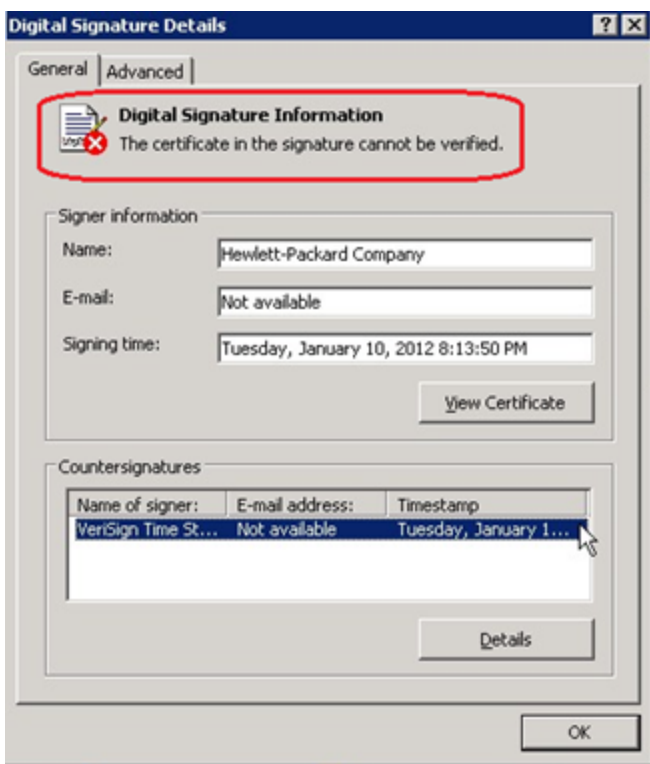 Digital Signature Details
General Advanced
Digital Signature Information
The certificate in the signature cannot be verified.
Signer information
Name: Hewlett-Packard Company
E-mail: Not available
Signing time: Tuesday, January 10, 2012 8:13:50 PM
View Certificate
Countersignatures
Name of signer: E-mail address: Timestamp
VeriSign Time St... Not available Tuesday, January 1...
Details
OK